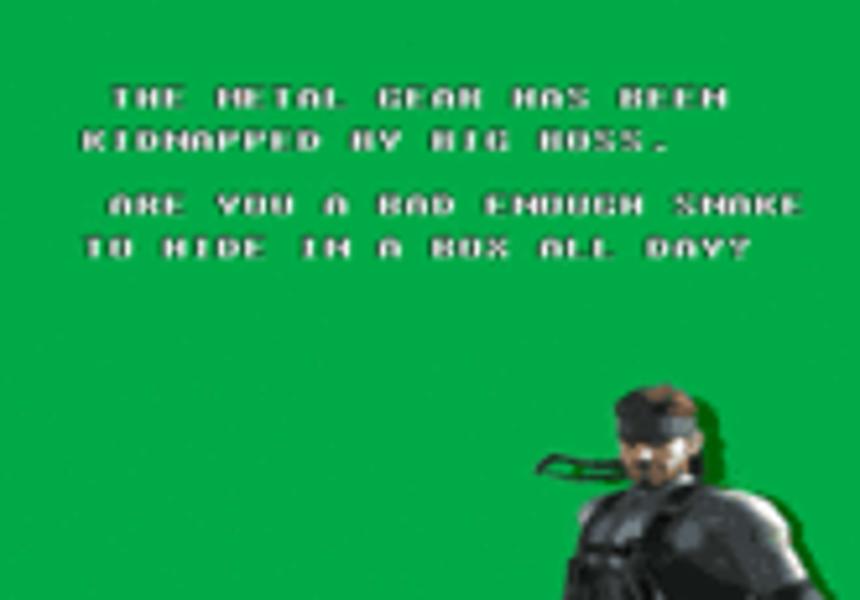 THE METAL GEAR HAS BEEN
KIDNAPPED BY BIG BOSS.
ARE YOU A BAD ENOUGH SNAKE
TO HIDE IN A BOX ALL DAY?